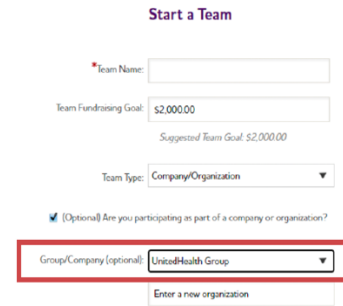 Start a Team
*Team Name:
Team Fundraising Goal: $2,000.00
Suggested Team Goal: $2,000.00
Team Type: Company/Organization
(Optional) Are you participating as part of a company or organization?
Group/Company (optional): UnitedHealth Group
Enter a new organization